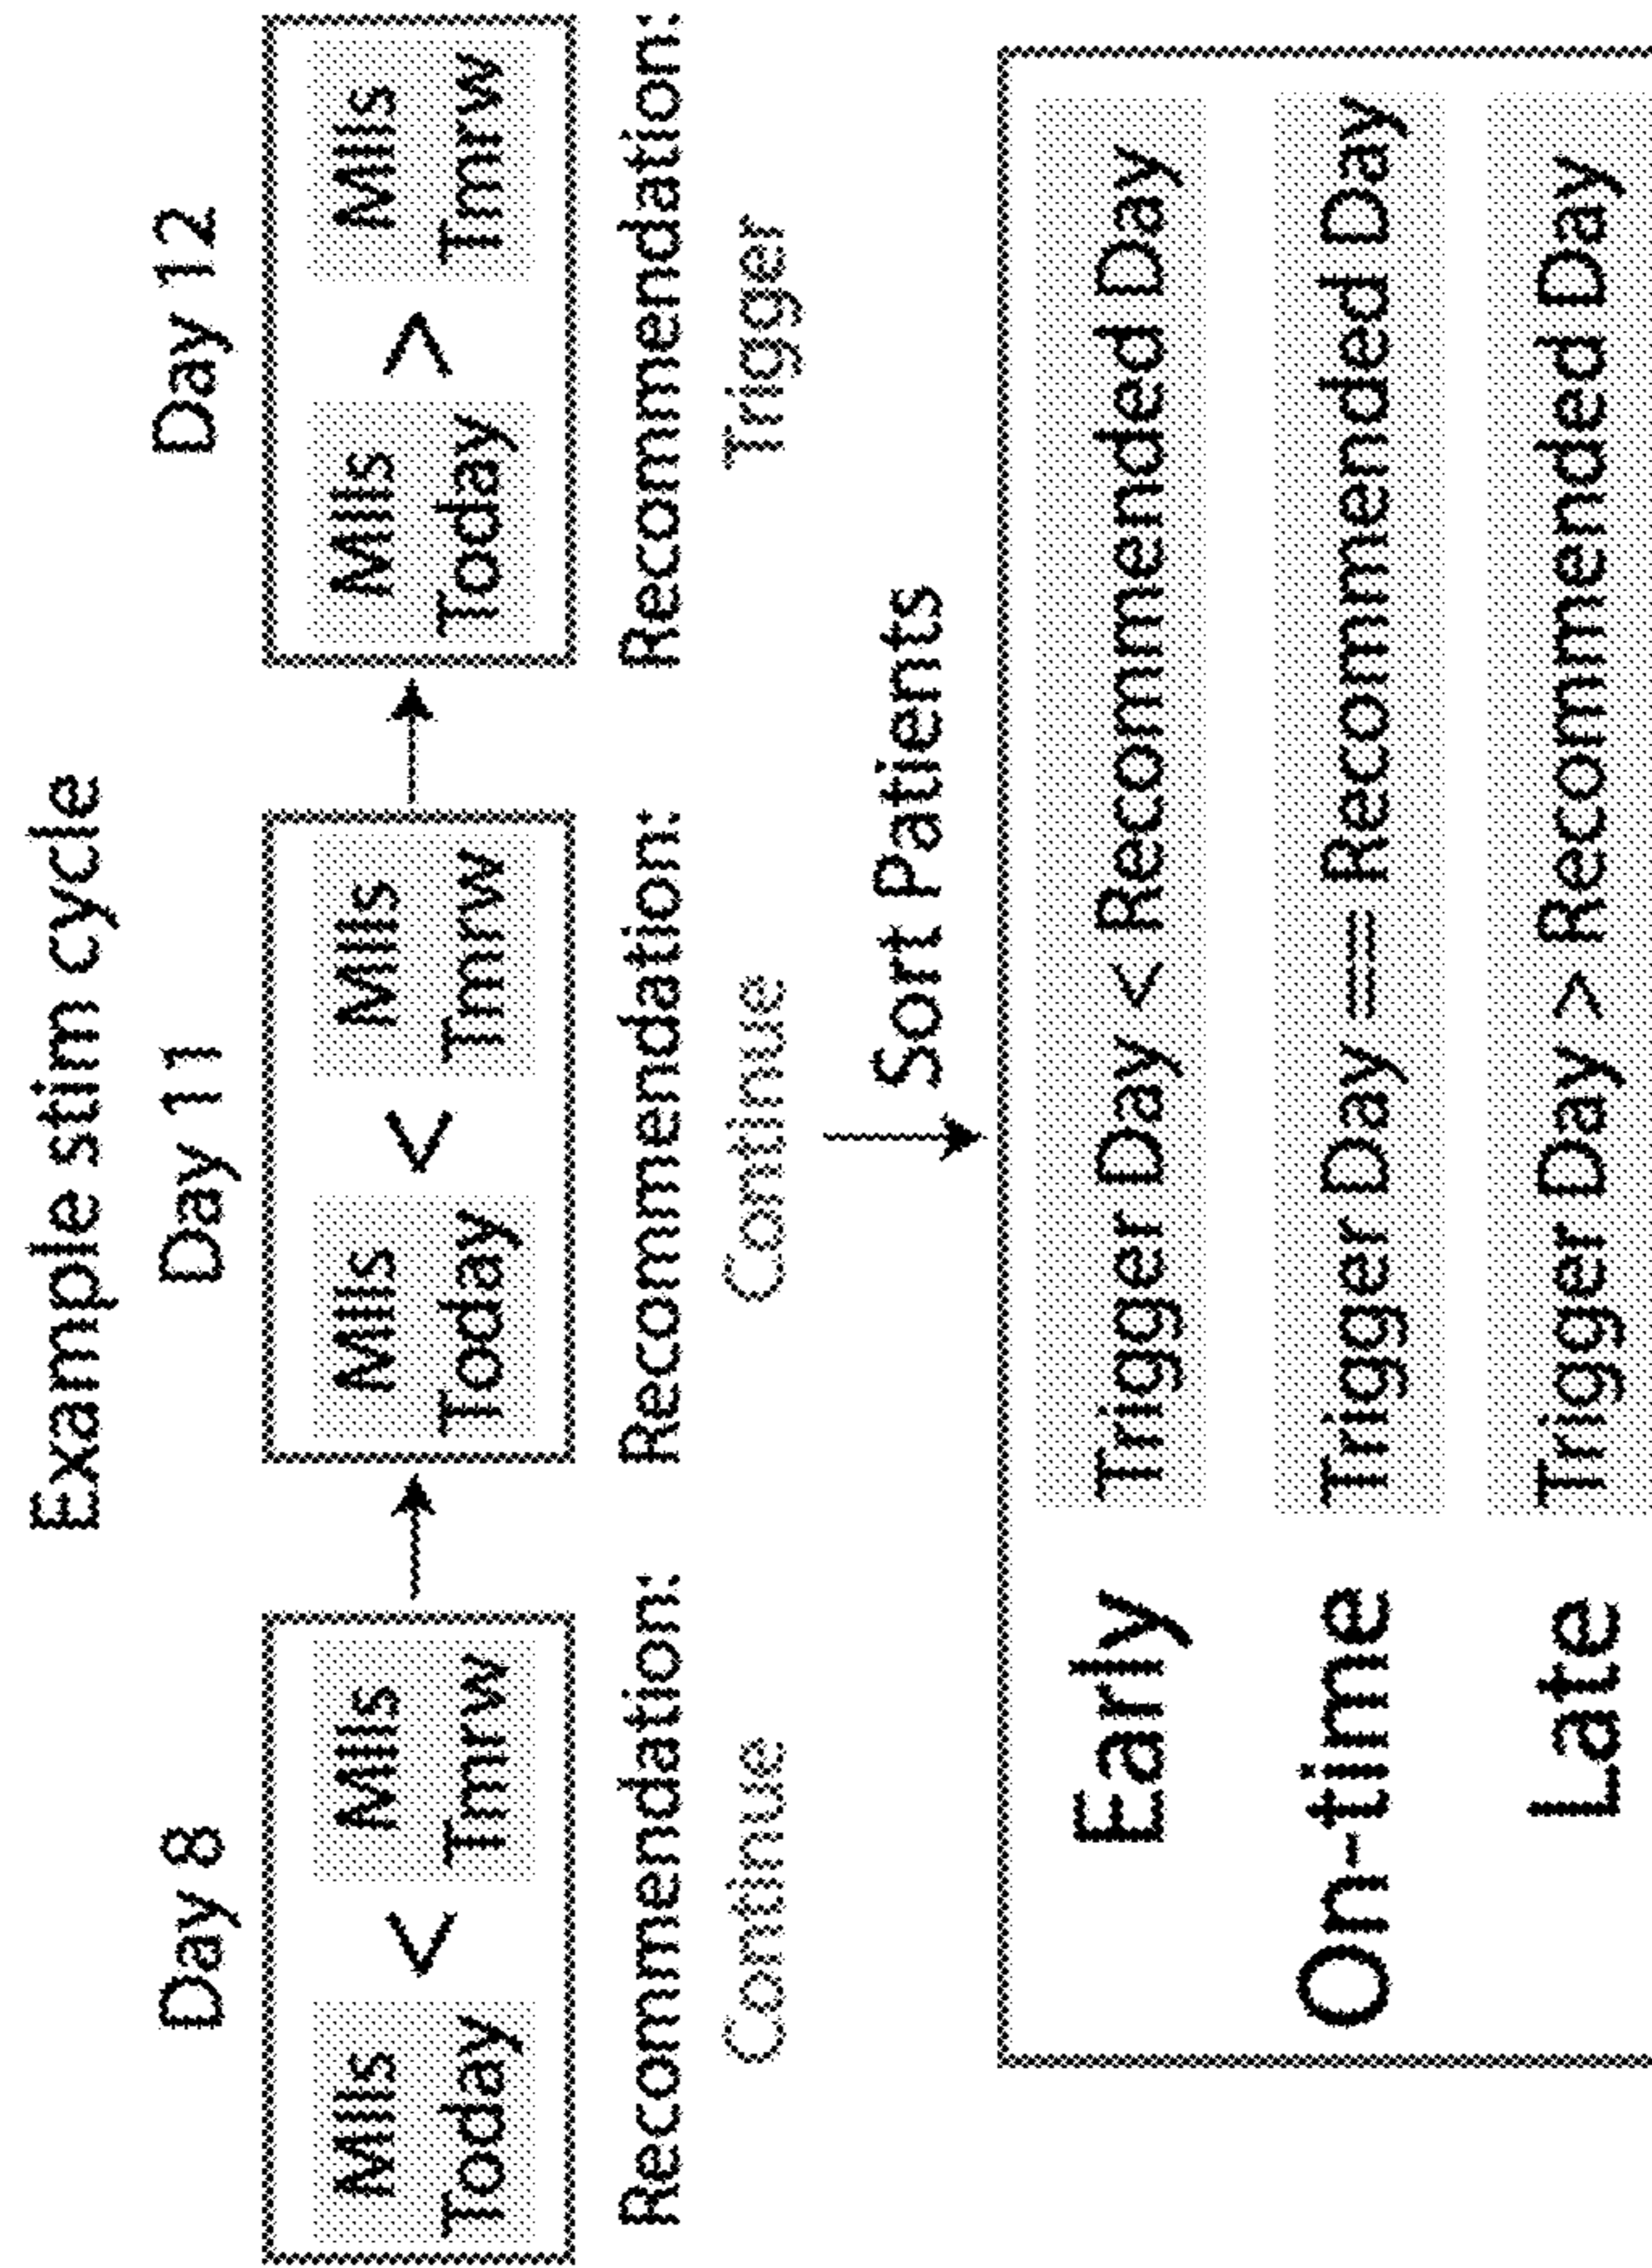 Example stim cycle
Day 8 Day 11 Day 12
MIIs < MIIs MIIs < MIIs MIIs > MIIs
Today Tmrw Today Tmrw Today Tmrw
Recommendation: Recommendation: Recommendation:
Continue Continue Trigger
Sort Patients
Early Trigger Day < Recommended Day
On-time Trigger Day == Recommended Day
Late Trigger Day > Recommended Day